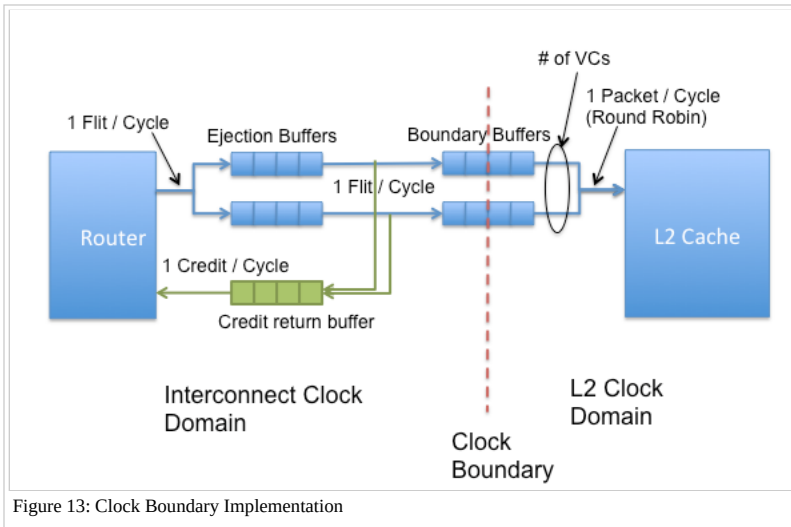 # of VCs
1 Packet / Cycle
(Round Robin)
1 Flit / Cycle
Ejection Buffers
Boundary Buffers
1 Flit / Cycle
Router
L2 Cache
1 Credit / Cycle
Credit return buffer
Interconnect Clock
Domain
L2 Clock
Domain
Clock
Boundary
Figure 13: Clock Boundary Implementation